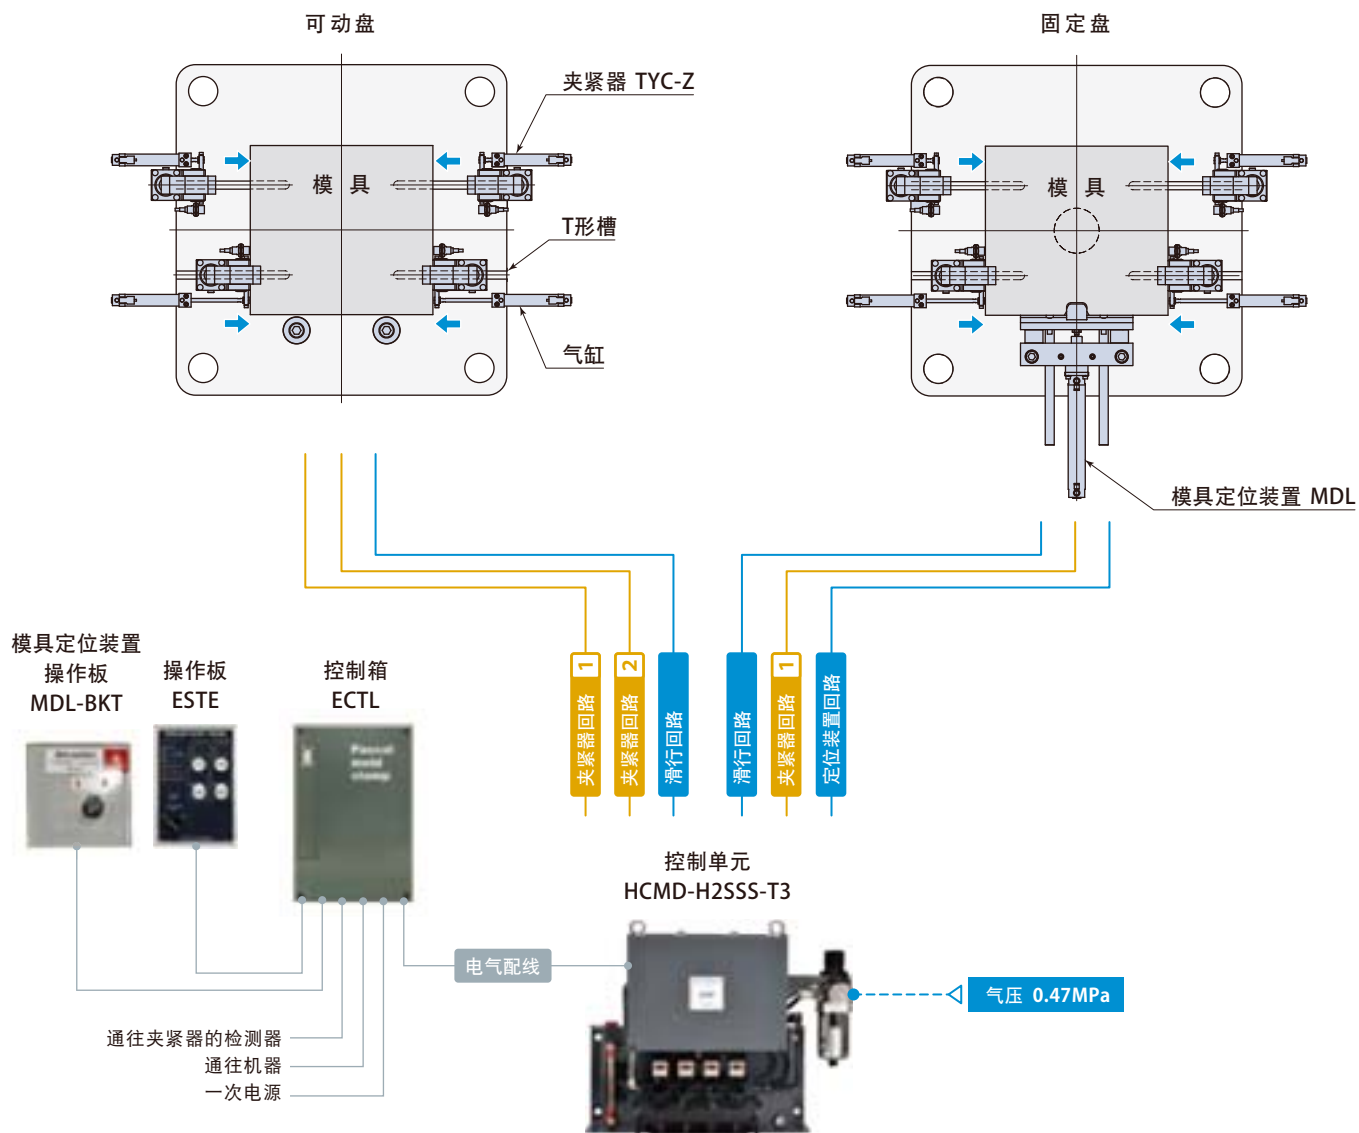 可动盘
固定盘
夹紧器 TYC-Z
模 具
模 具
T形槽
气缸
模具定位装置 MDL
模具定位装置
操作板
MDL-BKT
操作板
ESTE
控制箱
ECTL
夹紧器回路 1
夹紧器回路 2
滑行回路
滑行回路
夹紧器回路 1
定位装置回路
Pascal
mold
clamp
控制单元
HCMD-H2SSS-T3
电气配线
气压 0.47MPa
通往夹紧器的检测器
通往机器
一次电源